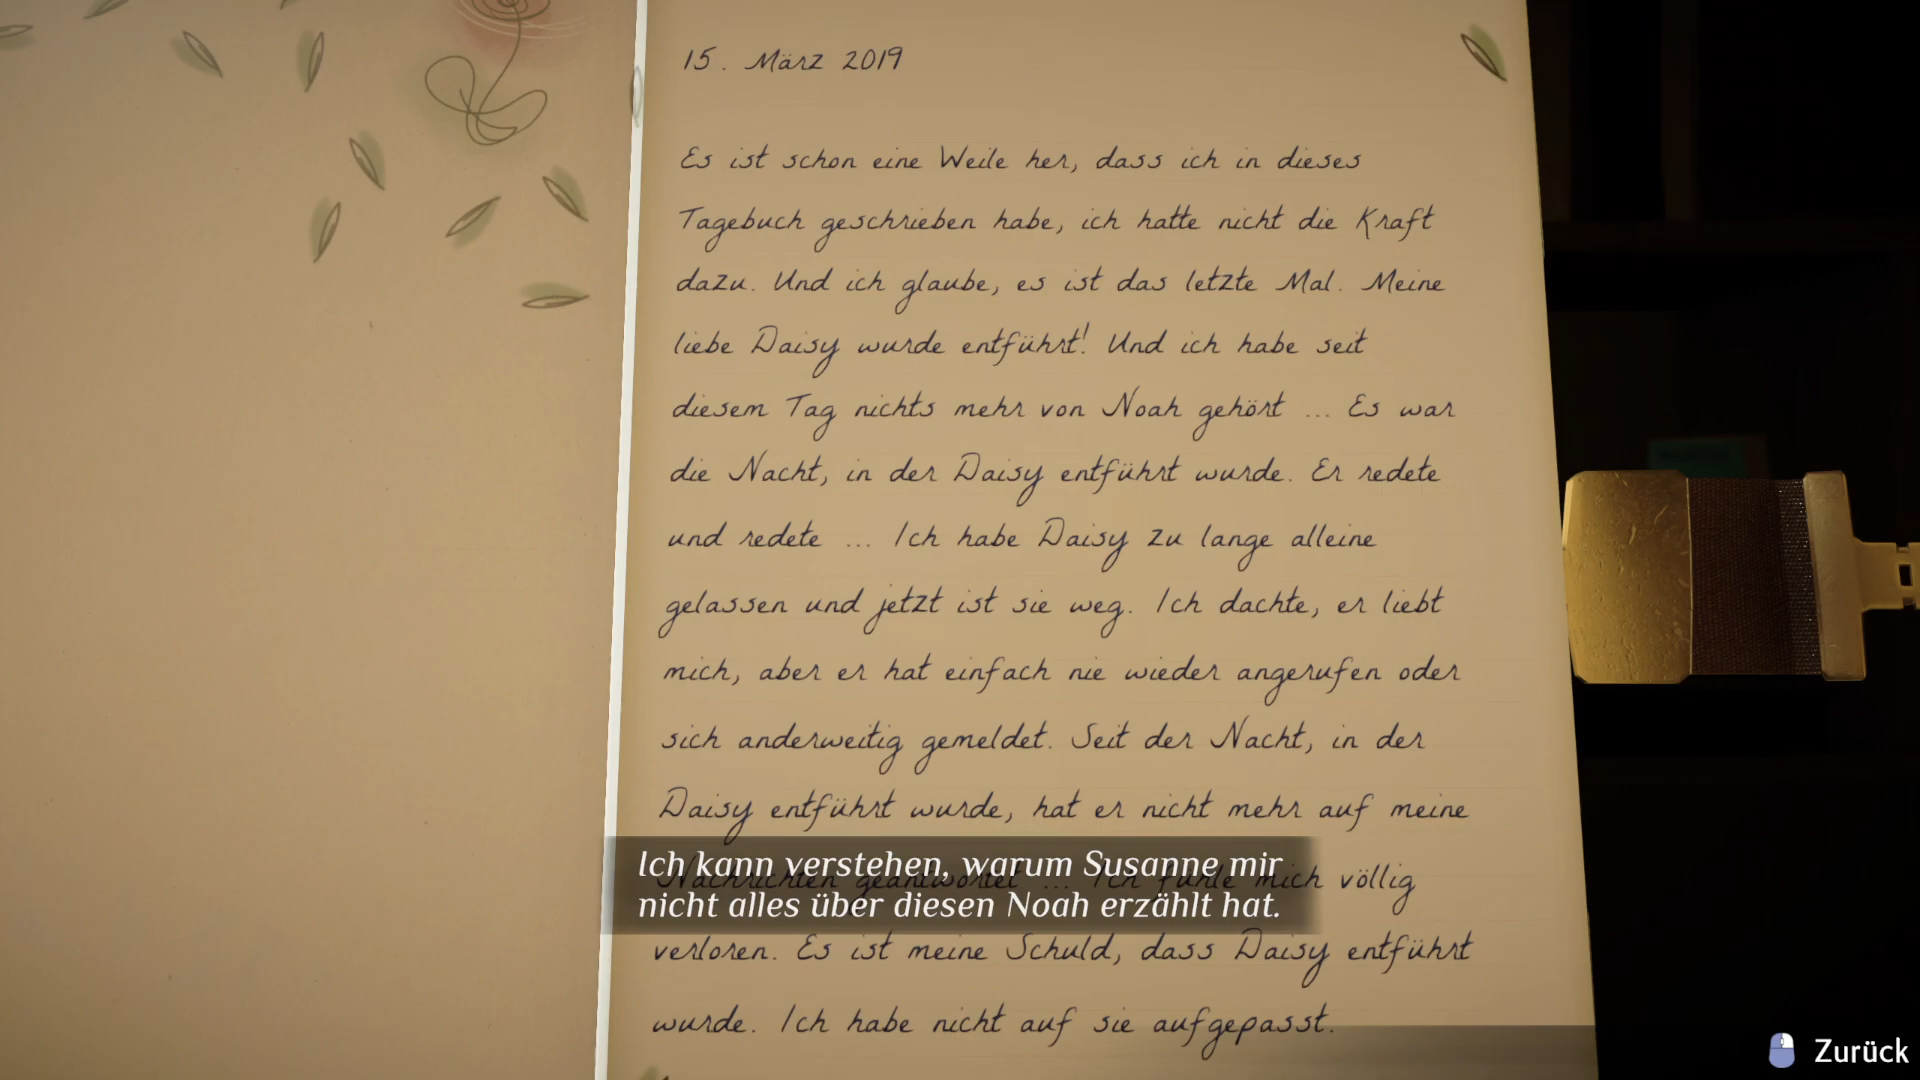 15. März 2019
Es ist schon eine Weile her, dass ich in dieses
Tagebuch geschrieben habe, ich hatte nicht die Kraft
dazu. Und ich glaube, es ist das letzte Mal. Meine
liebe Daisy wurde entführt! Und ich habe seit
diesem Tag nichts mehr von Noah gehört ... Es war
die Nacht, in der Daisy entführt wurde. Er redete
und redete ... Ich habe Daisy zu lange alleine
gelassen und jetzt ist sie weg. Ich dachte, er liebt
mich, aber er hat einfach nie wieder angerufen oder
sich anderweitig gemeldet. Seit der Nacht, in der
Daisy entführt wurde, hat er nicht mehr auf meine
Nachrichten geantwortet ... Ich fühle mich völlig
verloren. Es ist meine Schuld, dass Daisy entführt
wurde. Ich habe nicht auf sie aufgepasst.
Ich kann verstehen, warum Susanne mir
nicht alles über diesen Noah erzählt hat.
Zurück